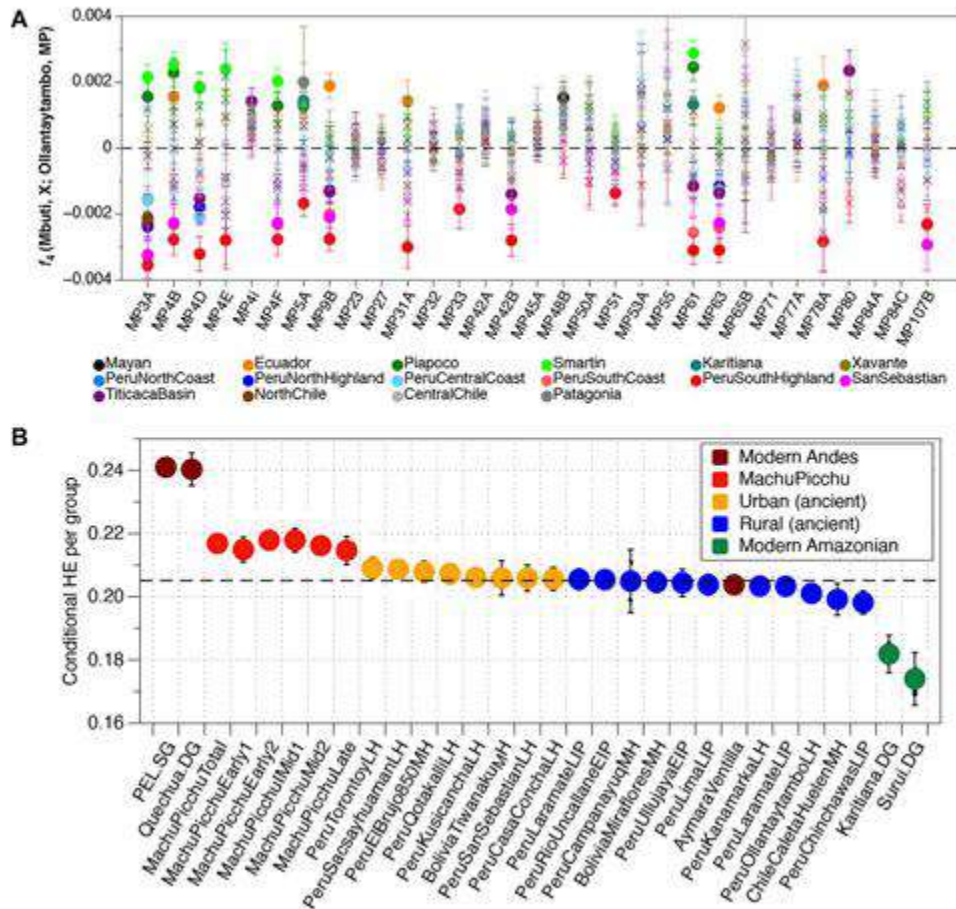 A
f4 (Mbuti, X; Ollantaytambo, MP)
0.004
0.002
0
−0.002
−0.004
MP3A MP4B MP4D MP4E MP4I MP4F MP5A MP9B MP23 MP27 MP31A MP32 MP33 MP42A MP42B MP45A MP48B MP50A MP51 MP53A MP55 MP61 MP63 MP65B MP71 MP77A MP78A MP80 MP84A MP84C MP107B
Mayan Ecuador Piapoco Smartin Karitiana Xavante
PeruNorthCoast PeruNorthHighland PeruCentralCoast PeruSouthCoast PeruSouthHighland SanSebastian
TiticacaBasin NorthChile CentralChile Patagonia
B
Conditional HE per group
0.24
0.22
0.20
0.18
0.16
Modern Andes
MachuPicchu
Urban (ancient)
Rural (ancient)
Modern Amazonian
PEL.SG Quechua.DG MachuPicchuTotal MachuPicchuEarly1 MachuPicchuEarly2 MachuPicchuMid1 MachuPicchuMid2 MachuPicchuLate PeruTorontoyLH PeruSacsayhuamanLH PeruElBrujo850MH PeruQotakalliLH PeruKusicanchaLH BoliviaTiwanakuMH PeruSanSebastianLH PeruCasaConchaLH PeruLaramateLP PeruRioUncallaneEIP PeruCampanayuqMH BoliviaMirafloresMH PeruUllujayaEIP PeruLimaLP AymaraVentilla PeruKanamarkaLH PeruLaramateLIP PeruOllantaytamboLH ChileCaletaHuelenMH PeruChinchawasLP Karitiana.DG Surui.DG